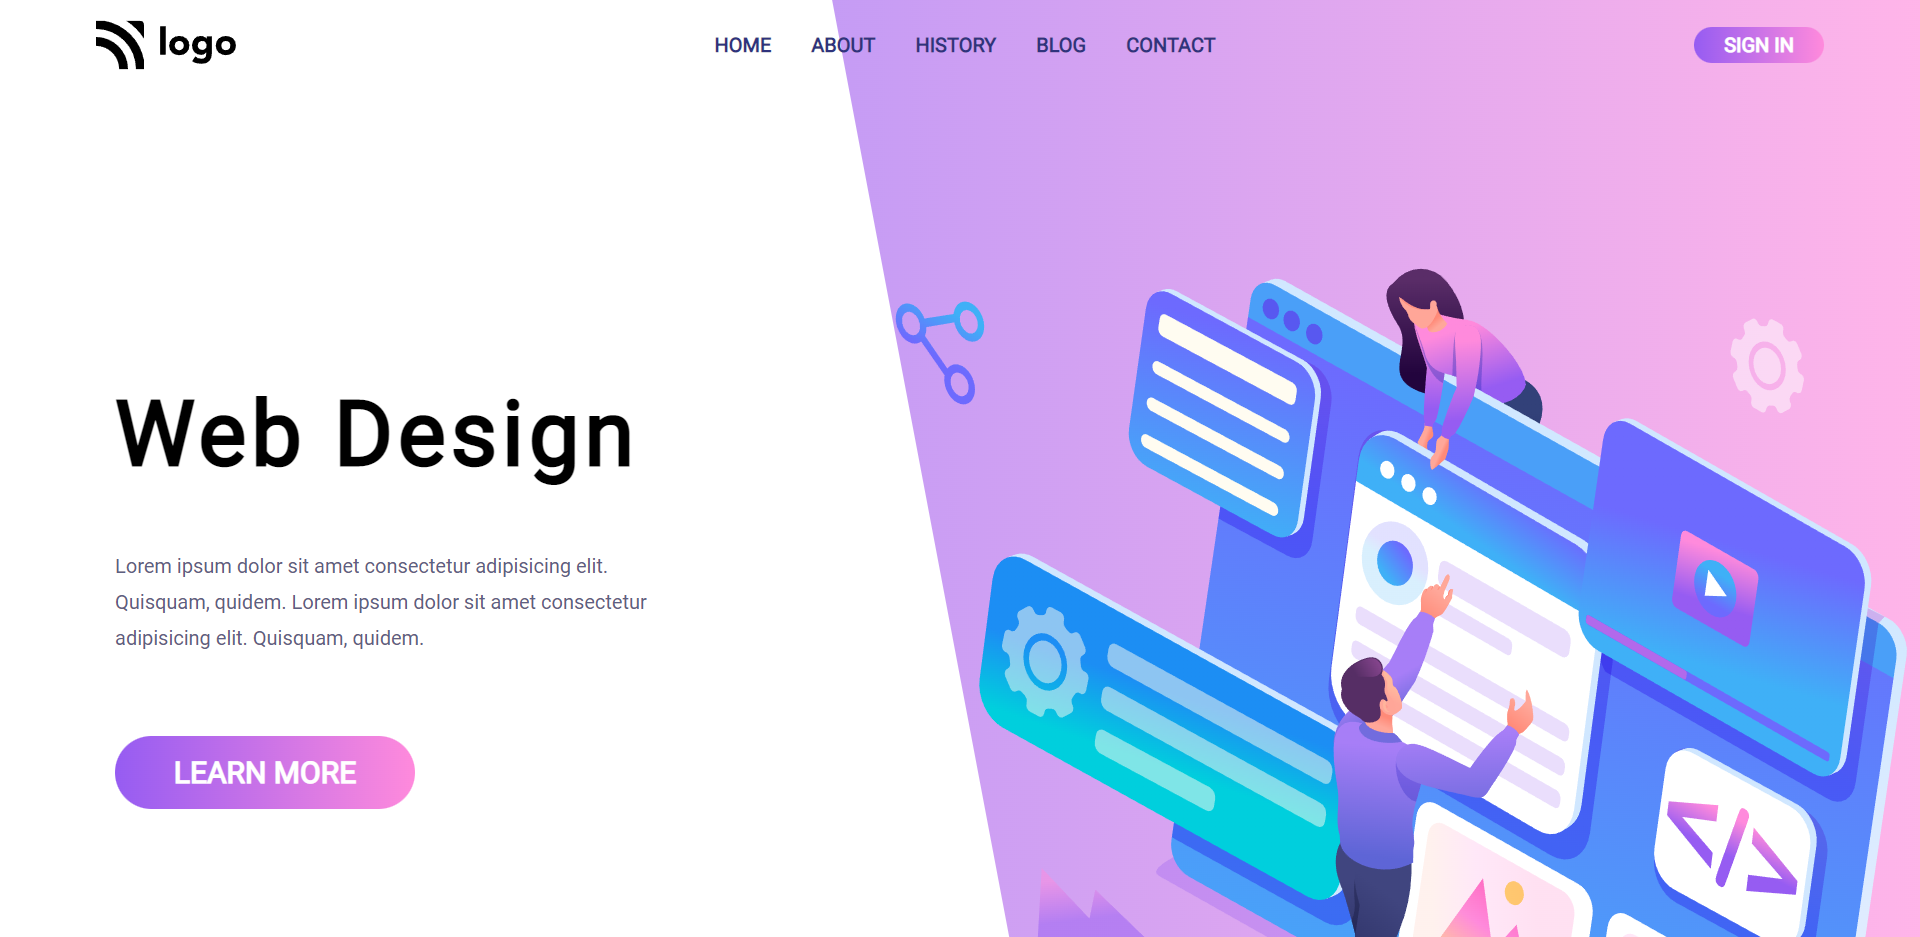 logo
HOME ABOUT HISTORY BLOG CONTACT
SIGN IN
Web Design
Lorem ipsum dolor sit amet consectetur adipisicing elit.
Quisquam, quidem. Lorem ipsum dolor sit amet consectetur
adipisicing elit. Quisquam, quidem.
LEARN MORE
</>